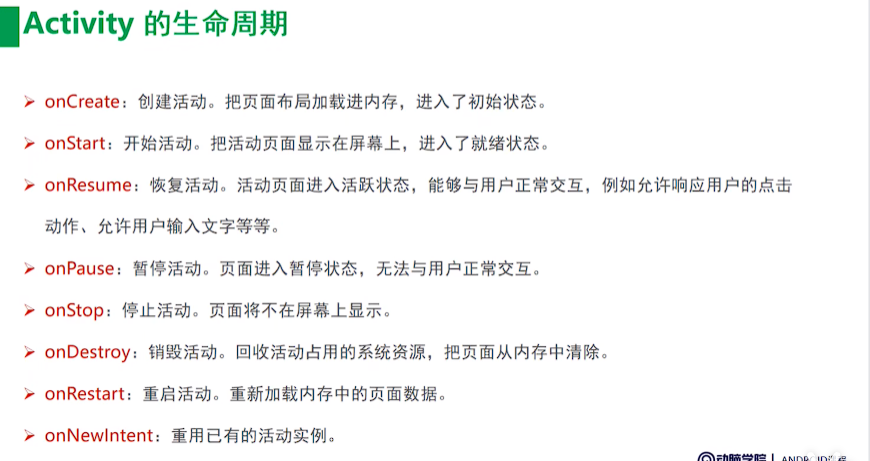 Activity 的生命周期
➢ onCreate：创建活动。把页面布局加载进内存，进入了初始状态。
➢ onStart：开始活动。把活动页面显示在屏幕上，进入了就绪状态。
➢ onResume：恢复活动。活动页面进入活跃状态，能够与用户正常交互，例如允许响应用户的点击
动作、允许用户输入文字等等。
➢ onPause：暂停活动。页面进入暂停状态，无法与用户正常交互。
➢ onStop：停止活动。页面将不在屏幕上显示。
➢ onDestroy：销毁活动。回收活动占用的系统资源，把页面从内存中清除。
➢ onRestart：重启活动。重新加载内存中的页面数据。
➢ onNewIntent：重用已有的活动实例。
动脑学院 |